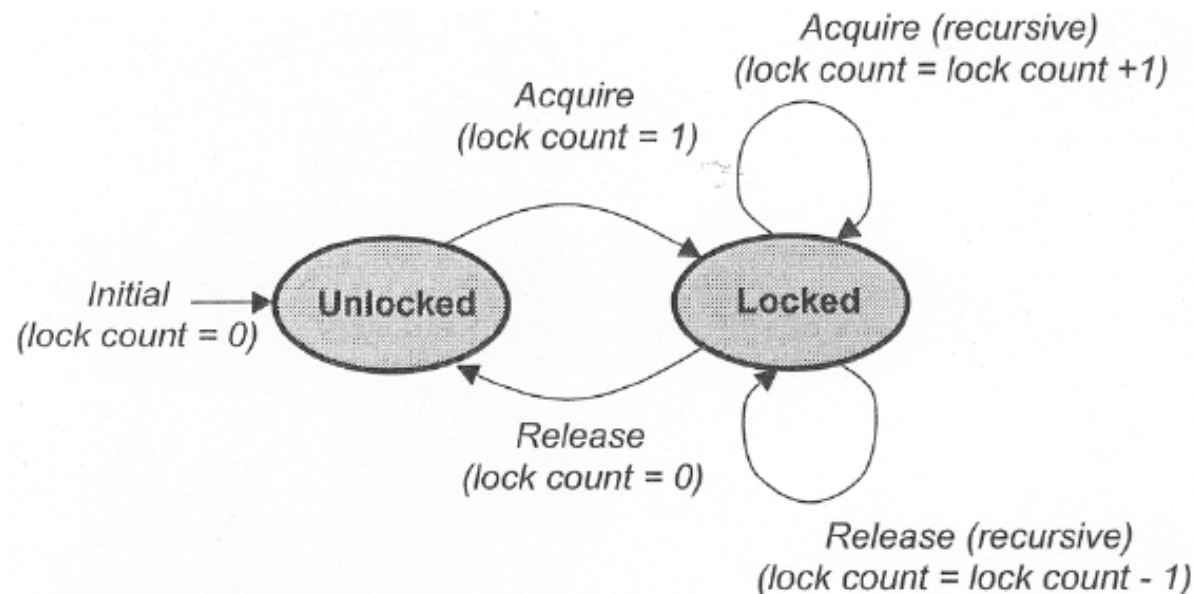 Acquire (recursive)
(lock count = lock count +1)
Acquire
(lock count = 1)
Initial
(lock count = 0)
Unlocked
Locked
Release
(lock count = 0)
Release (recursive)
(lock count = lock count - 1)